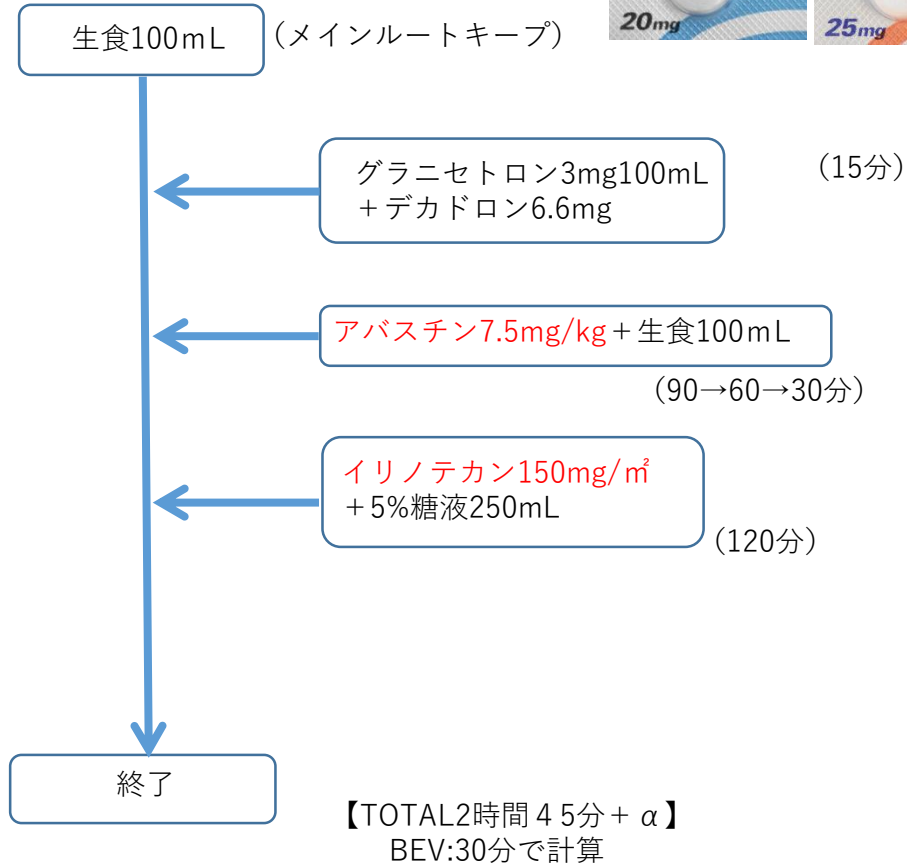 20mg
25mg
生食100mL
(メインルートキープ)
グラニセトロン3mg100mL
+デカドロン6.6mg
(15分)
アバスチン7.5mg/kg+生食100mL
(90→60→30分)
イリノテカン150mg/㎡
+5%糖液250mL
(120分)
終了
【TOTAL2時間45分+α】
BEV:30分で計算